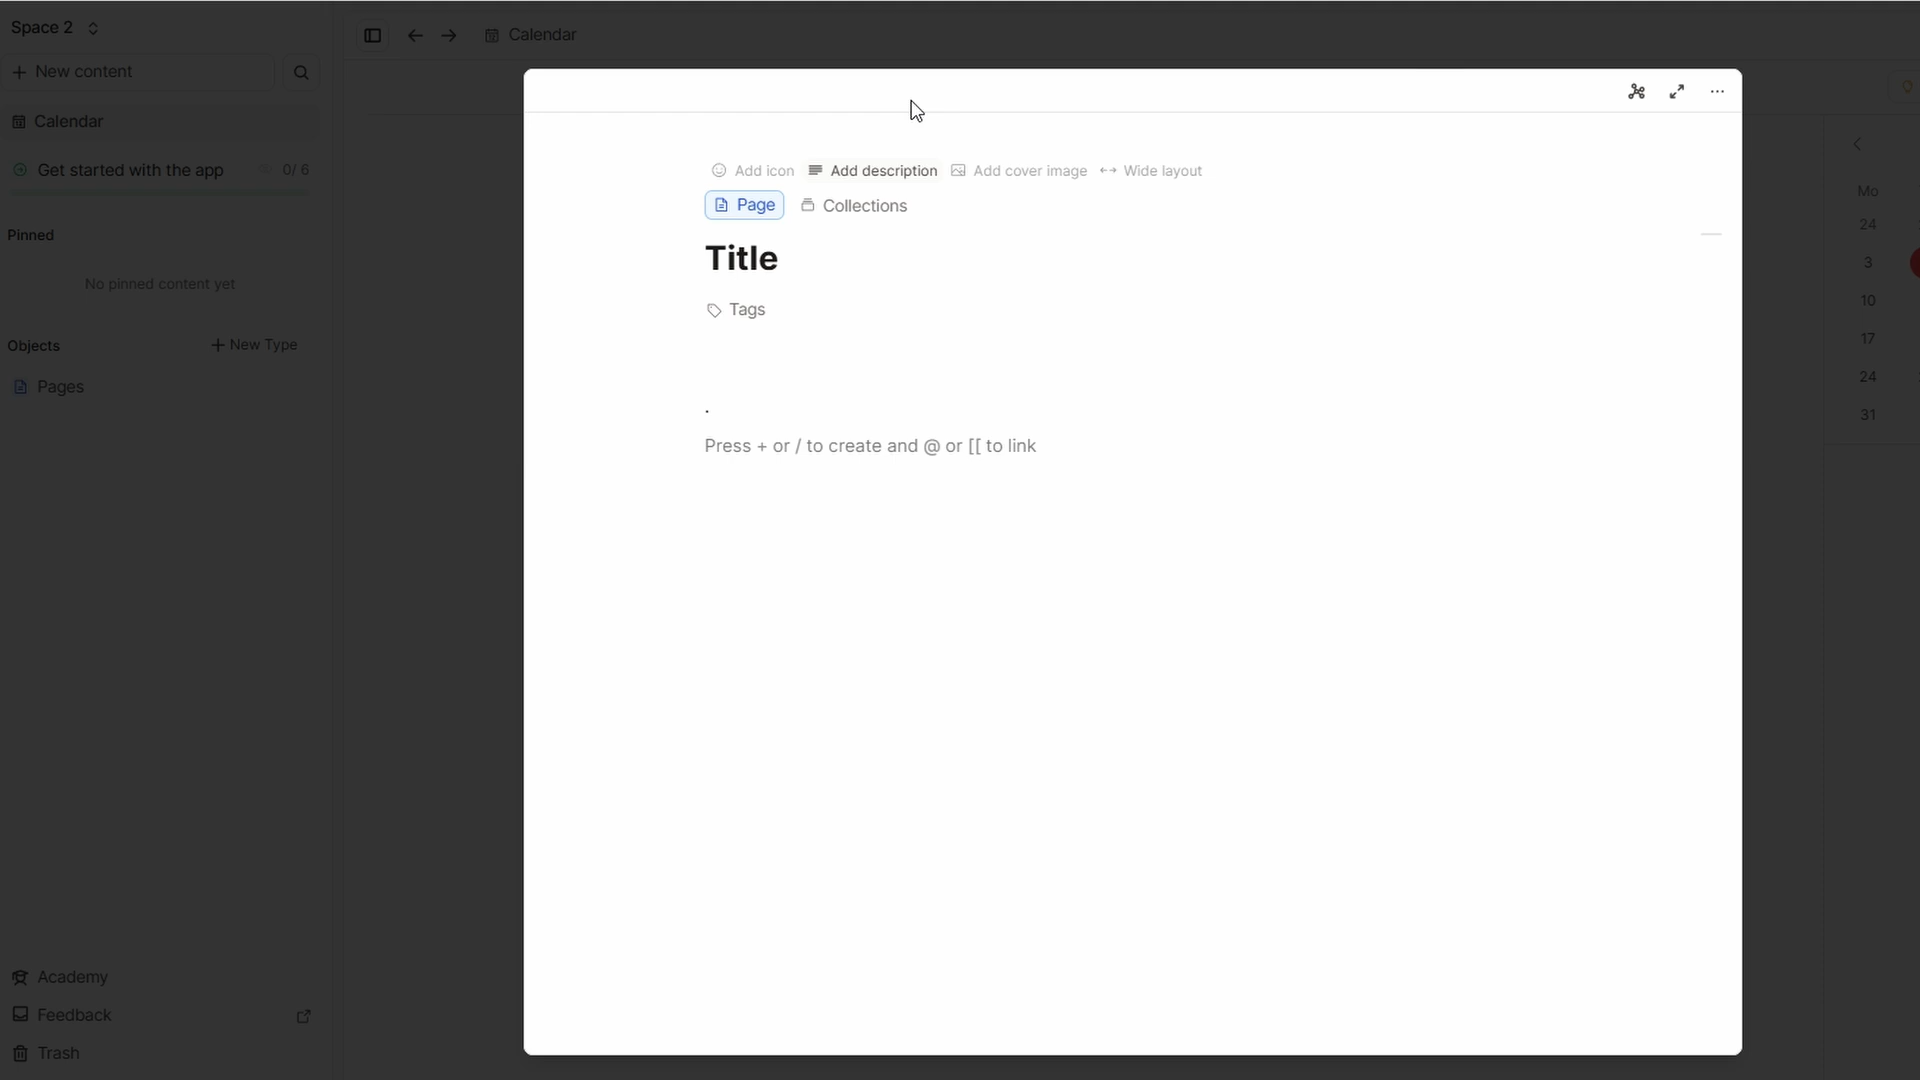 Space 2
New content
Calendar
Get started with the app 0/ 6
Pinned
No pinned content yet
Objects
New Type
Pages
Academy
Feedback
Trash
Calendar
Add icon Add description Add cover image Wide layout
Page Collections
Title
Tags
.
Press + or / to create and @ or [[ to link
Mo
24
3
10
17
24
31